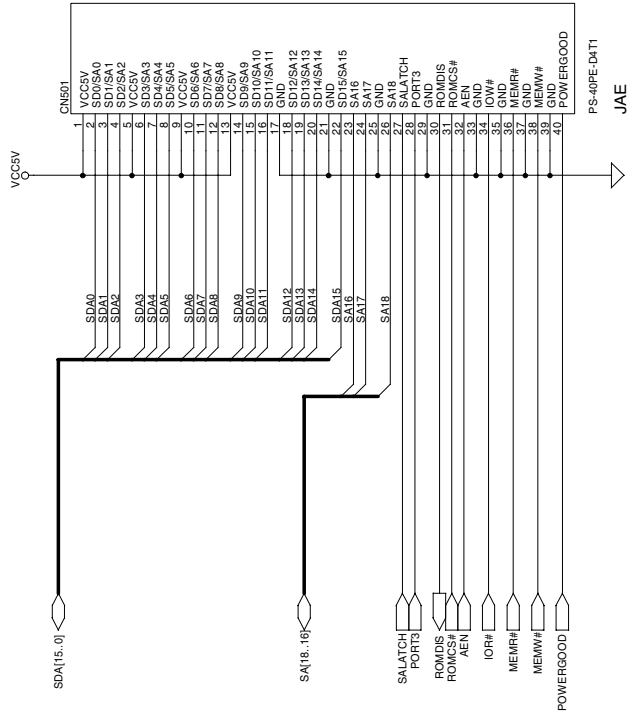 CN501
VCC5V
1 VCC5V
SDA0 2 SD0/SA0
SDA1 3 SD1/SA1
SDA2 4 SD2/SA2
5 VCC5V
SDA3 6 SD3/SA3
SDA4 7 SD4/SA4
SDA5 8 SD5/SA5
9 VCC5V
SDA6 10 SD6/SA6
SDA7 11 SD7/SA7
SDA8 12 SD8/SA8
13 VCC5V
SDA9 14 SD9/SA9
SDA10 15 SD10/SA10
SDA11 16 SD11/SA11
17 GND
SDA12 18 SD12/SA12
SDA13 19 SD13/SA13
SDA14 20 SD14/SA14
21 GND
SDA15 22 SD15/SA15
SA16 23 SA16
SA17 24 SA17
25 GND
SA18 26 SA18
SALATCH 27 SALATCH
PORT3 28 PORT3
29 GND
ROMDIS 30 ROMDIS
ROMCS# 31 ROMCS#
AEN 32 AEN
33 GND
IOR# 34 IOW#
35 GND
MEMR# 36 MEMR#
37 GND
MEMW# 38 MEMW#
39 GND
POWERGOOD 40 POWERGOOD
SDA[15..0]
SA[18..16]
PS-40PE-D4T1
JAE